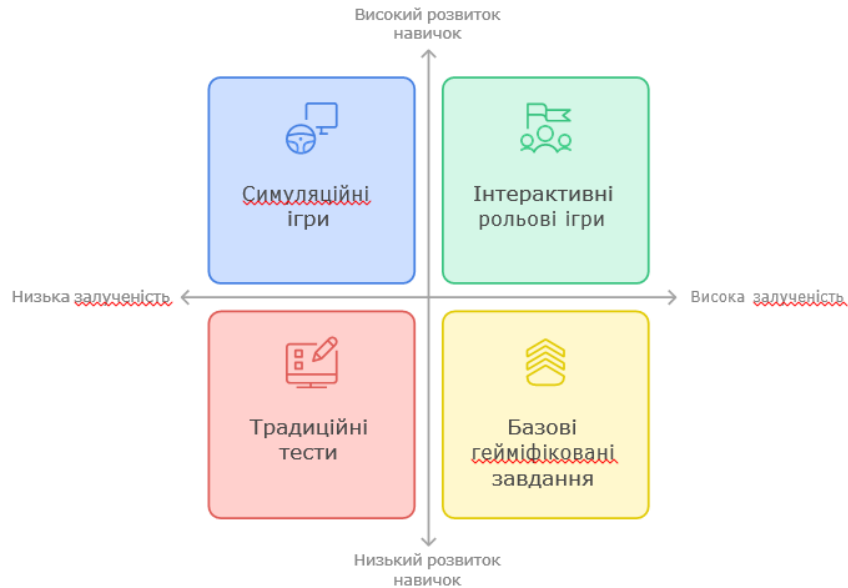 Високий розвиток
навичок
Симуляційні
ігри
Інтерактивні
рольові ігри
Низька залученість
Висока залученість
Традиційні
тести
Базові
гейміфіковані
завдання
Низький розвиток
навичок